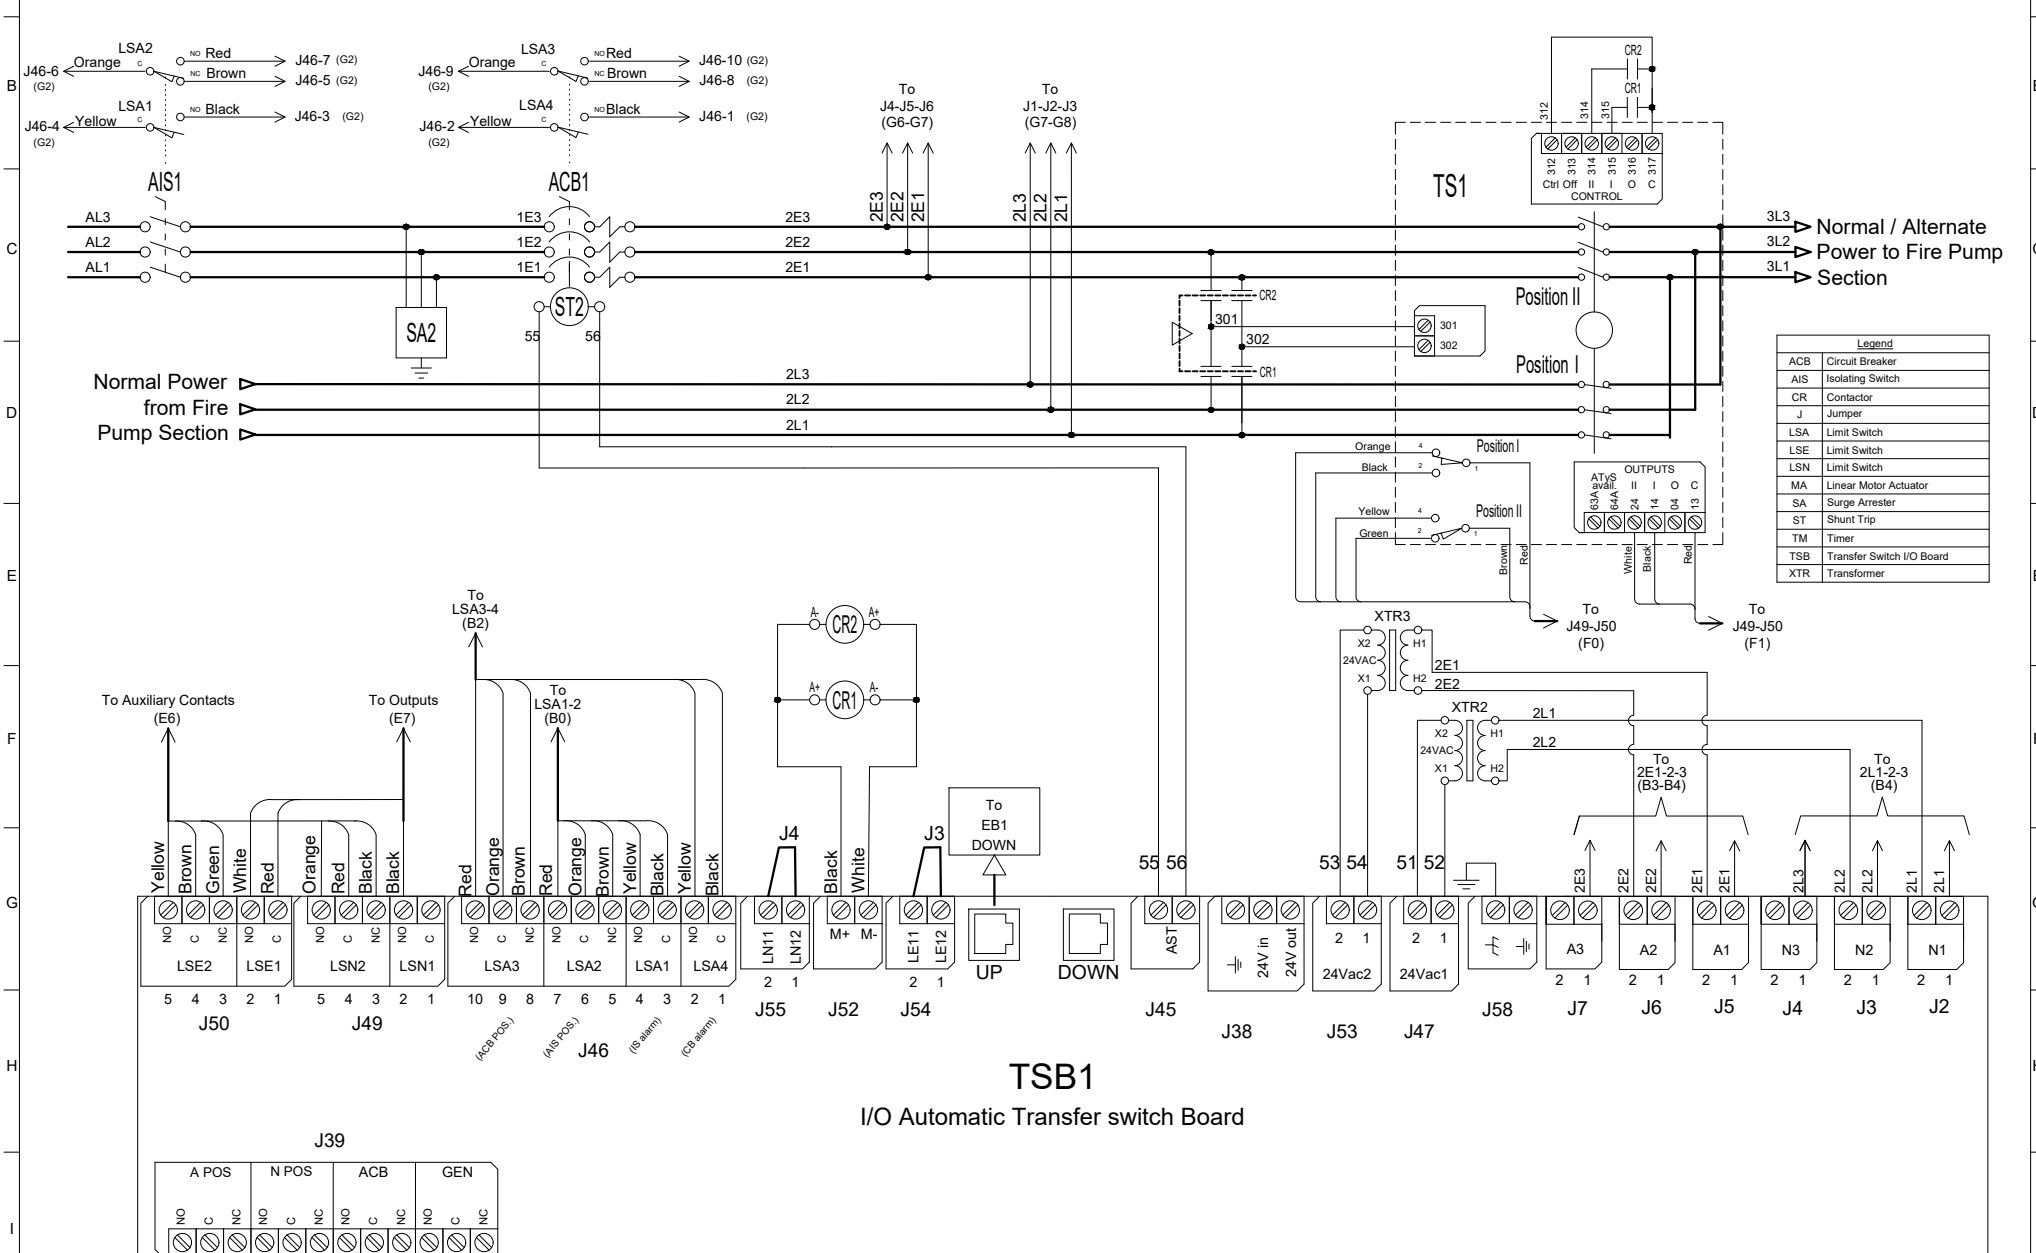 B
LSA2
NO Red
J46-7 (G2)
J46-6
(G2)
Orange
C
NC Brown
J46-5 (G2)
LSA1
NO Black
J46-3 (G2)
J46-4
(G2)
Yellow
C
LSA3
NO Red
J46-10 (G2)
J46-9
(G2)
Orange
C
NC Brown
J46-8 (G2)
LSA4
NO Black
J46-1 (G2)
J46-2
(G2)
Yellow
C
To
J4-J5-J6
(G6-G7)
To
J1-J2-J3
(G7-G8)
CR2
CR1
312
314
315
312 313 314 315 316 317
Ctrl Off II I O C
CONTROL
TS1
AIS1
ACB1
2E3 2E2 2E1
2L3 2L2 2L1
C
AL3
1E3
2E3
3L3
AL2
1E2
2E2
3L2
AL1
1E1
2E1
3L1
Normal / Alternate
Power to Fire Pump
Section
ST2
55
56
SA2
CR2
301
302
CR1
301
302
Position II
Position I
Normal Power
from Fire
Pump Section
2L3
2L2
2L1
D
Legend
ACB Circuit Breaker
AIS Isolating Switch
CR Contactor
J Jumper
LSA Limit Switch
LSE Limit Switch
LSN Limit Switch
MA Linear Motor Actuator
SA Surge Arrester
ST Shunt Trip
TM Timer
TSB Transfer Switch I/O Board
XTR Transformer
Orange 4
Black 2
1
Position I
Yellow 4
Green 2
1
Position II
Brown
Red
OUTPUTS
ATyS
avail. II I O C
63A 64A 24 14 04 13
White
Black
Red
To
J49-J50
(F0)
To
J49-J50
(F1)
E
To
LSA3-4
(B2)
A- CR2 A+
A+ CR1 A-
XTR3
X2
24VAC
X1
H1
H2
2E1
2E2
XTR2
X2
24VAC
X1
H1
H2
2L1
2L2
F
To Auxiliary Contacts
(E6)
To Outputs
(E7)
To
LSA1-2
(B0)
To
2E1-2-3
(B3-B4)
To
2L1-2-3
(B4)
To
EB1
DOWN
J4
J3
G
Yellow
Brown
Green
White
Red
Orange
Red
Black
Black
Red
Orange
Brown
Red
Orange
Brown
Yellow
Black
Yellow
Black
Black
White
55 56
53 54
51 52
2E3
2E2
2E2
2E1
2E1
2L3
2L2
2L2
2L1
2L1
NO C NC
LSE2
NO C
LSE1
NO C NC
LSN2
NO C
LSN1
NO C NC
LSA3
NO C NC
LSA2
NO C
LSA1
NO C
LSA4
LN11 LN12
M+ M-
LE11 LE12
UP
DOWN
AST
24V in
24V out
2 1
24Vac2
2 1
24Vac1
A3
A2
A1
N3
N2
N1
5 4 3 2 1
5 4 3 2 1
10 9 8 7 6 5 4 3 2 1
2 1
2 1
2 1
2 1
2 1
2 1
2 1
2 1
J50
J49
(ACB POS.)
(AIS POS.)
J46
(IS alarm)
(CB alarm)
J55
J52
J54
J45
J38
J53
J47
J58
J7
J6
J5
J4
J3
J2
H
TSB1
I/O Automatic Transfer switch Board
J39
A POS
N POS
ACB
GEN
I
NO C NC NO C NC NO C NC NO C NC